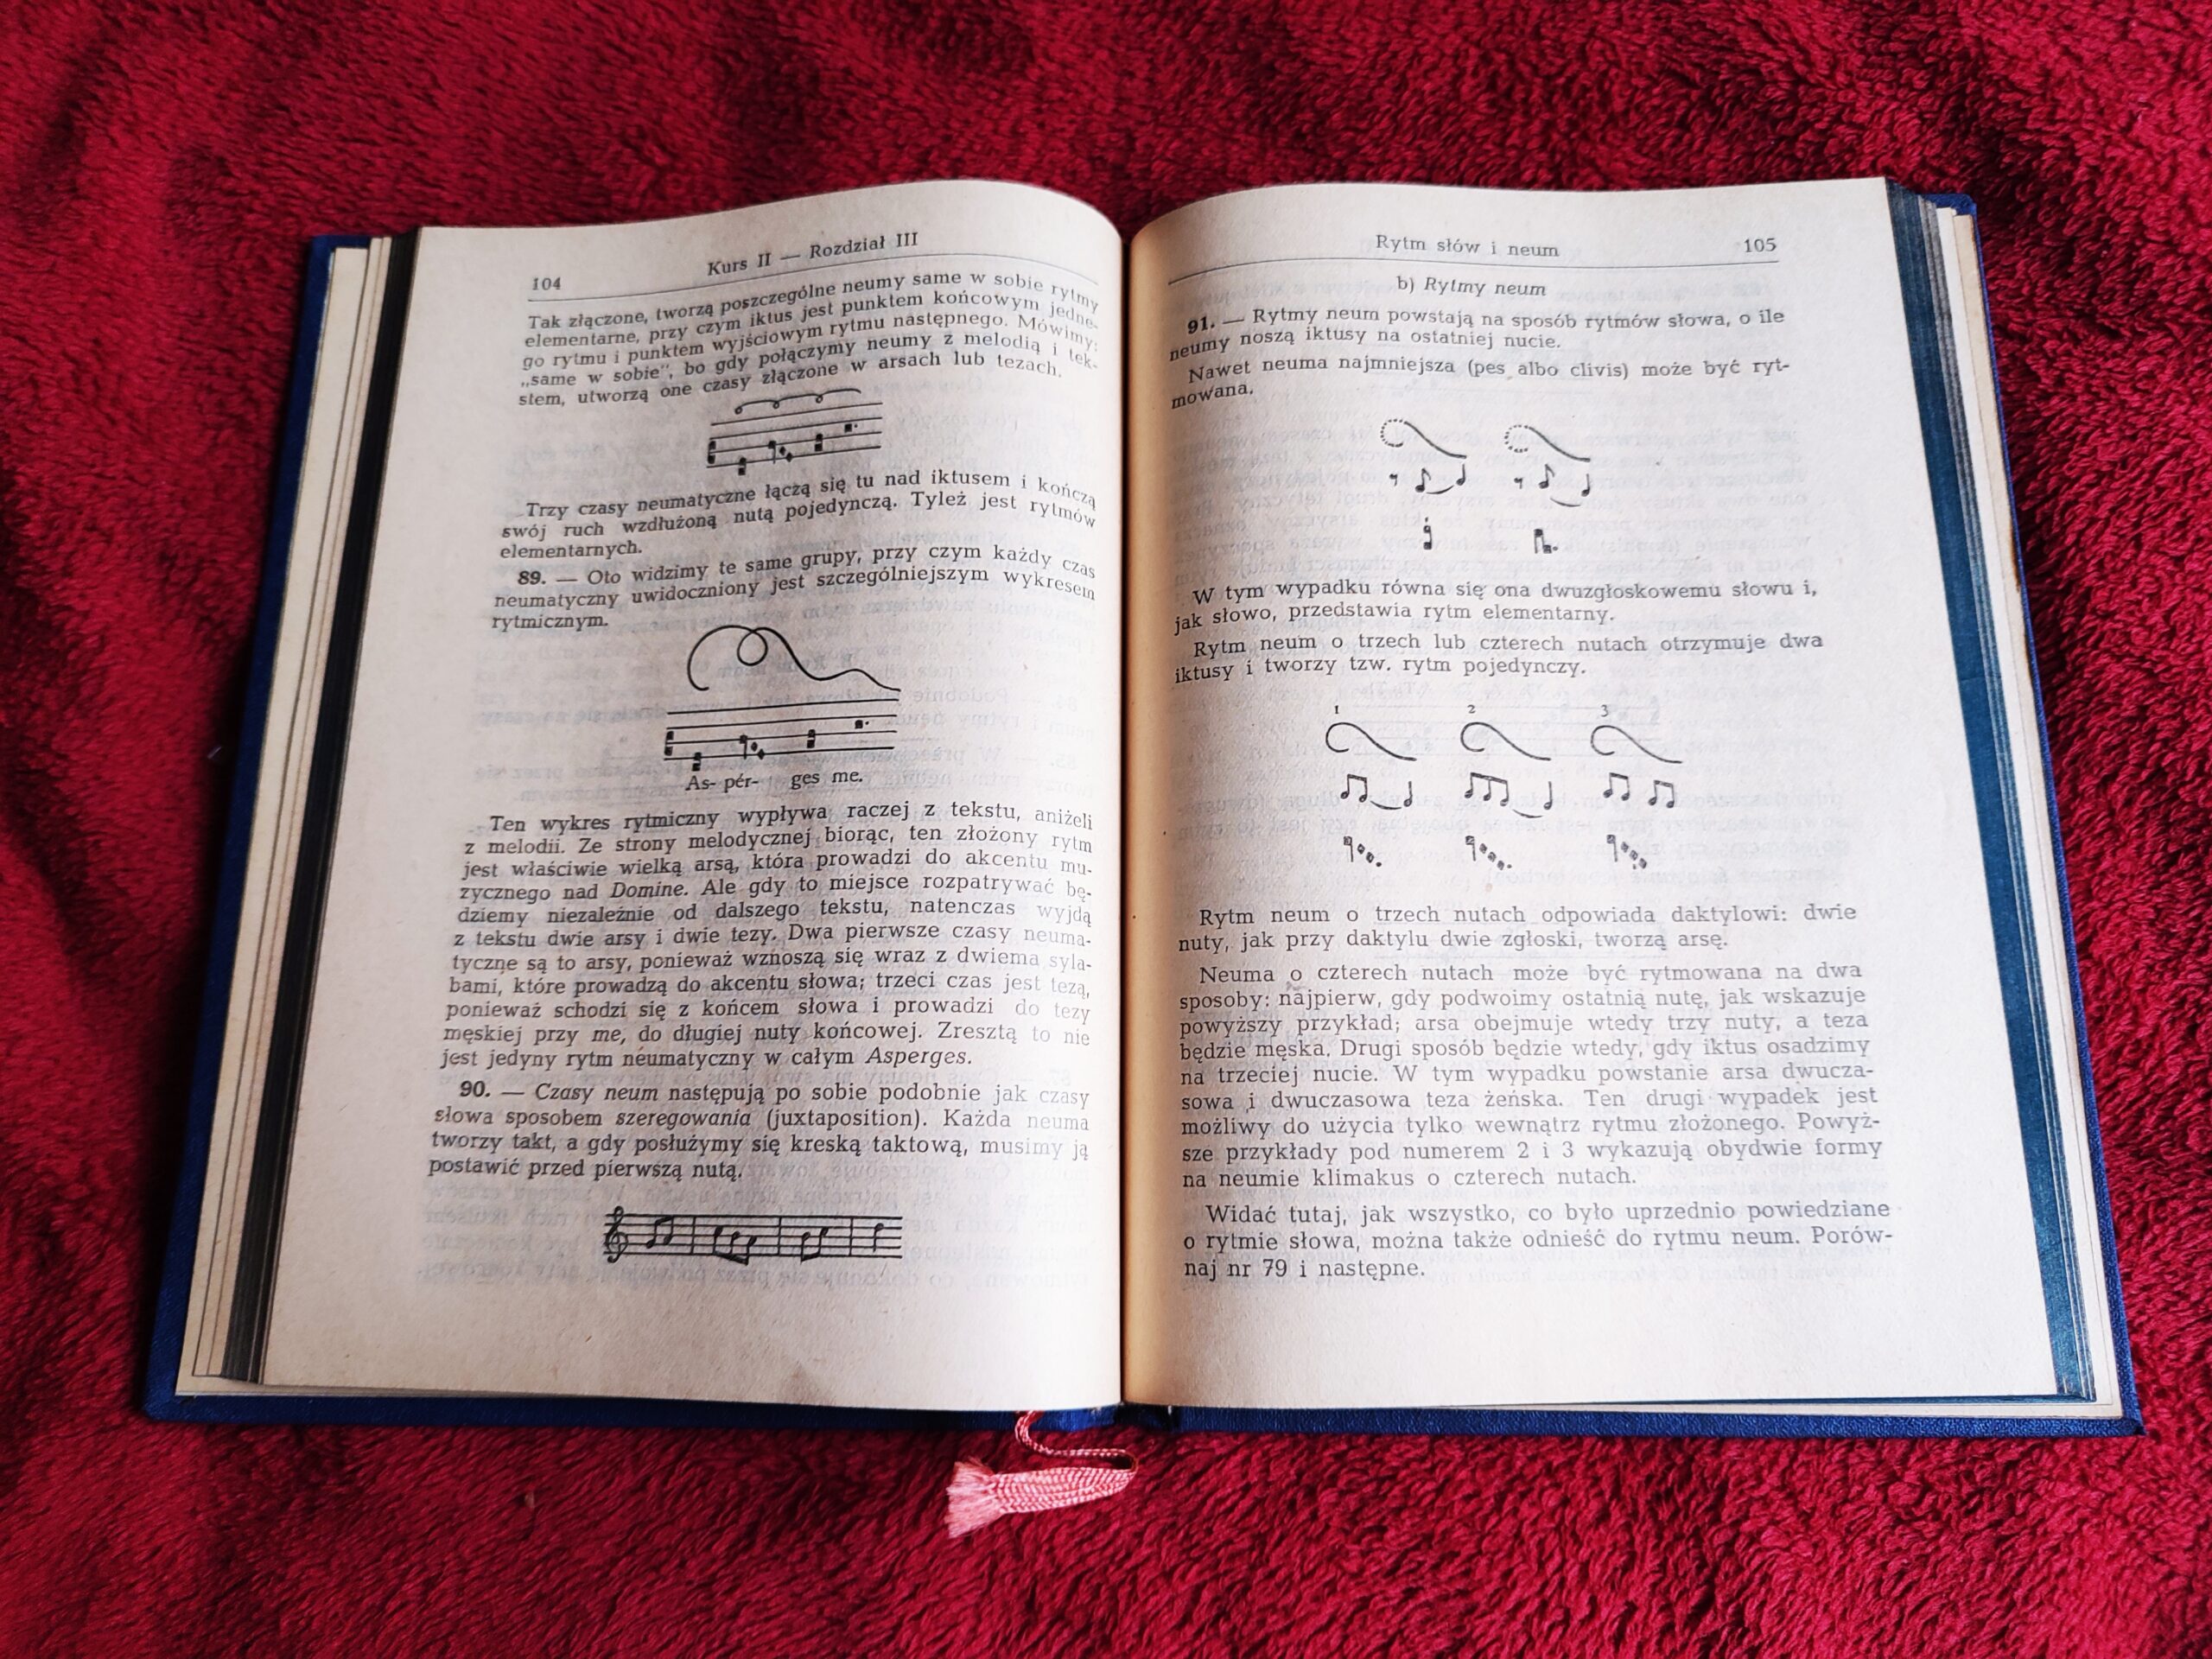 104
Kurs II — Rozdział III
Tak złączone, tworzą poszczególne neumy same w sobie rytmy
elementarne, przy czym iktus jest punktem końcowym jedne-
go rytmu i punktem wyjściowym rytmu następnego. Mówimy:
„same w sobie", bo gdy połączymy neumy z melodią i tek-
stem, utworzą one czasy złączone w arsach lub tezach.
Trzy czasy neumatyczne łączą się tu nad iktusem i kończą
swój ruch wzdłużoną nutą pojedynczą. Tyleż jest rytmów
elementarnych.
89. — Oto widzimy te same grupy, przy czym każdy czas
neumatyczny uwidoczniony jest szczególniejszym wykresem
rytmicznym.
As- pér- ges me.
Ten wykres rytmiczny wypływa raczej z tekstu, aniżeli
z melodii. Ze strony melodycznej biorąc, ten złożony rytm
jest właściwie wielką arsą, która prowadzi do akcentu mu-
zycznego nad Domine. Ale gdy to miejsce rozpatrywać bę-
dziemy niezależnie od dalszego tekstu, natenczas wyjdą
z tekstu dwie arsy i dwie tezy. Dwa pierwsze czasy neuma-
tyczne są to arsy, ponieważ wznoszą się wraz z dwiema syla-
bami, które prowadzą do akcentu słowa; trzeci czas jest tezą,
ponieważ schodzi się z końcem słowa i prowadzi do tezy
męskiej przy me, do długiej nuty końcowej. Zresztą to nie
jest jedyny rytm neumatyczny w całym Asperges.
90. — Czasy neum następują po sobie podobnie jak czasy
słowa sposobem szeregowania (juxtaposition). Każda neuma
tworzy takt, a gdy posłużymy się kreską taktową, musimy ją
postawić przed pierwszą nutą.
Rytm słów i neum
105
b) Rytmy neum
91. — Rytmy neum powstają na sposób rytmów słowa, o ile
neumy noszą iktusy na ostatniej nucie.
Nawet neuma najmniejsza (pes albo clivis) może być ryt-
mowana.
W tym wypadku równa się ona dwuzgłoskowemu słowu i,
jak słowo, przedstawia rytm elementarny.
Rytm neum o trzech lub czterech nutach otrzymuje dwa
iktusy i tworzy tzw. rytm pojedynczy.
1 2 3
Rytm neum o trzech nutach odpowiada daktylowi: dwie
nuty, jak przy daktylu dwie zgłoski, tworzą arsę.
Neuma o czterech nutach może być rytmowana na dwa
sposoby: najpierw, gdy podwoimy ostatnią nutę, jak wskazuje
powyższy przykład; arsa obejmuje wtedy trzy nuty, a teza
będzie męska. Drugi sposób będzie wtedy, gdy iktus osadzimy
na trzeciej nucie. W tym wypadku powstanie arsa dwucza-
sowa i dwuczasowa teza żeńska. Ten drugi wypadek jest
możliwy do użycia tylko wewnątrz rytmu złożonego. Powyż-
sze przykłady pod numerem 2 i 3 wykazują obydwie formy
na neumie klimakus o czterech nutach.
Widać tutaj, jak wszystko, co było uprzednio powiedziane
o rytmie słowa, można także odnieść do rytmu neum. Porów-
naj nr 79 i następne.